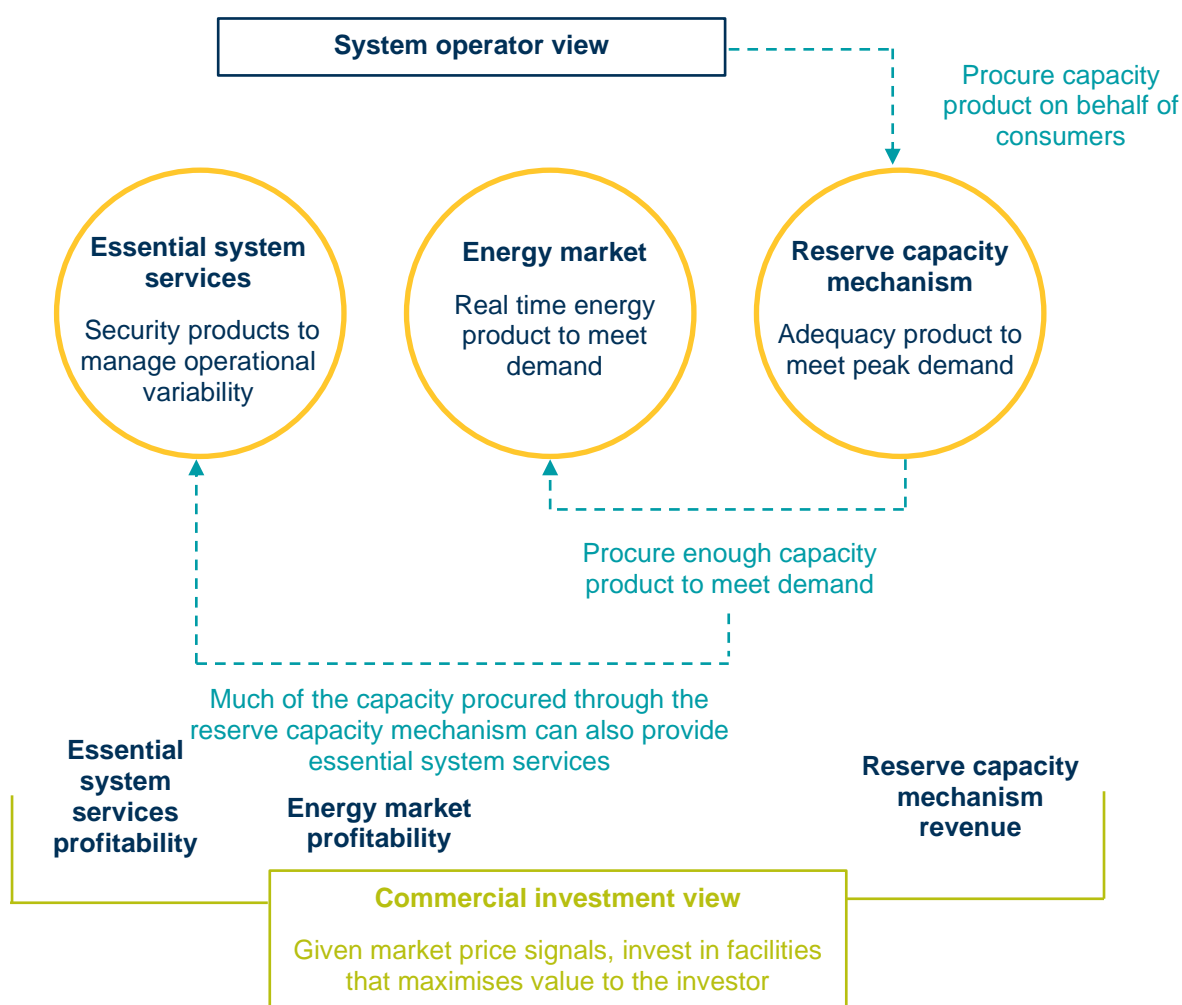 System operator view
Procure capacity
product on behalf of
consumers
Essential system
services
Security products to
manage operational
variability
Energy market
Real time energy
product to meet
demand
Reserve capacity
mechanism
Adequacy product to
meet peak demand
Procure enough capacity
product to meet demand
Much of the capacity procured through the
reserve capacity mechanism can also provide
essential system services
Essential
system
services
profitability
Energy market
profitability
Reserve capacity
mechanism
revenue
Commercial investment view
Given market price signals, invest in facilities
that maximises value to the investor